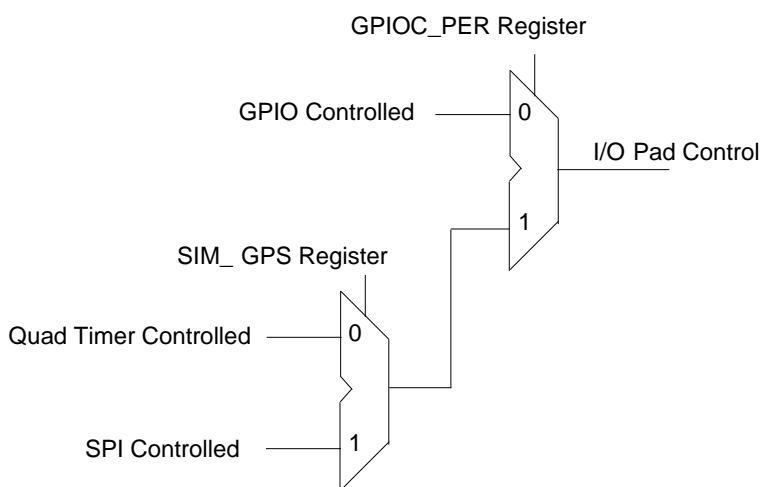 GPIOC_PER Register
GPIO Controlled
0
I/O Pad Control
1
SIM_ GPS Register
Quad Timer Controlled
0
SPI Controlled
1